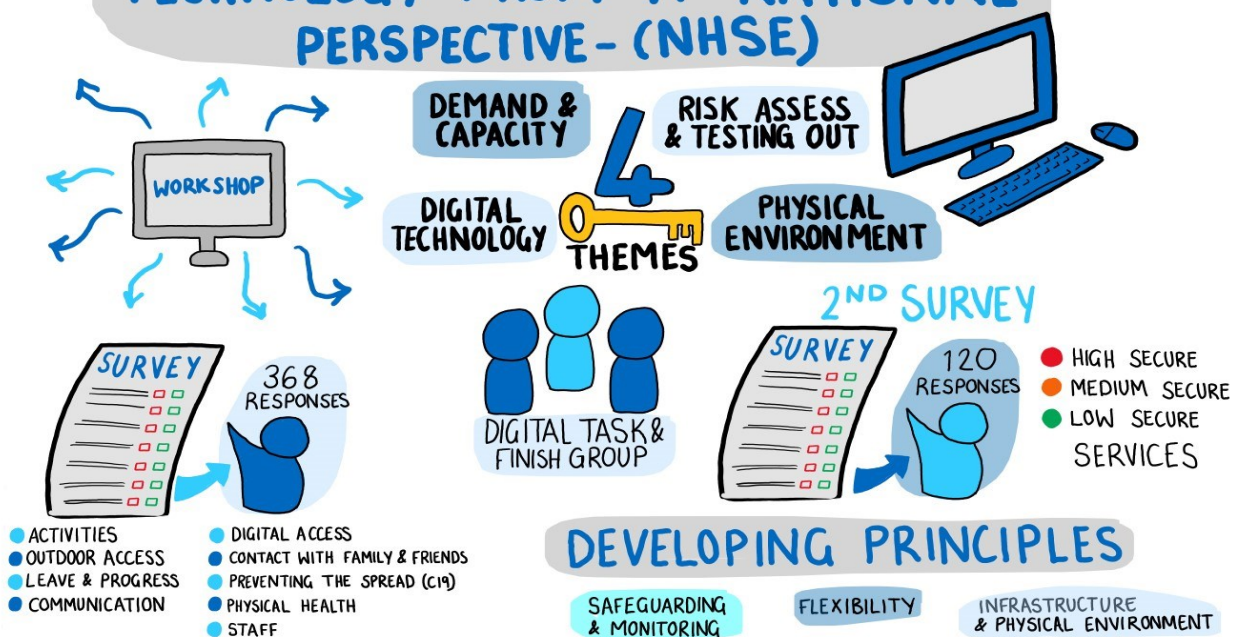 PERSPECTIVE - (NHSE)
WORKSHOP
DEMAND &
CAPACITY
RISK ASSESS
& TESTING OUT
4
DIGITAL
TECHNOLOGY
PHYSICAL
ENVIRONMENT
THEMES
SURVEY
368
RESPONSES
ACTIVITIES
OUTDOOR ACCESS
LEAVE & PROGRESS
COMMUNICATION
DIGITAL ACCESS
CONTACT WITH FAMILY & FRIENDS
PREVENTING THE SPREAD (C19)
PHYSICAL HEALTH
STAFF
DIGITAL TASK &
FINISH GROUP
2ND SURVEY
SURVEY
120
RESPONSES
HIGH SECURE
MEDIUM SECURE
LOW SECURE
SERVICES
DEVELOPING PRINCIPLES
SAFEGUARDING
& MONITORING
FLEXIBILITY
INFRASTRUCTURE
& PHYSICAL ENVIRONMENT